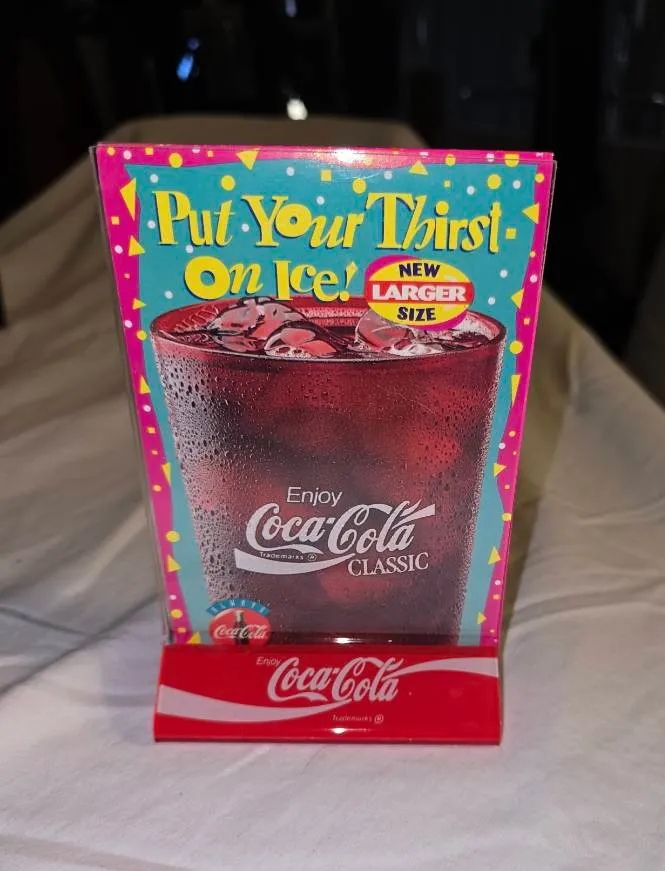 Put Your Thirst
On Ice!
NEW
LARGER
SIZE
Enjoy
Coca-Cola
Trademarks ®
CLASSIC
ALWAYS
Coca-Cola
Enjoy
Coca-Cola
Trademarks ®